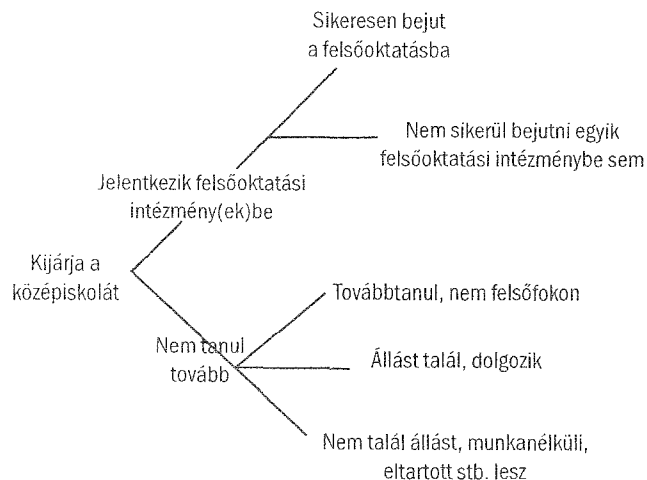 Sikeresen bejut
a felsőoktatásba
Nem sikerül bejutni egyik
felsőoktatási intézménybe sem
Jelentkezik felsőoktatási
intézmény(ek)be
Kijárja a
középiskolát
Továbbtanul, nem felsőfokon
Nem tanul
tovább
Állást talál, dolgozik
Nem talál állást, munkanélküli,
eltartott stb. lesz